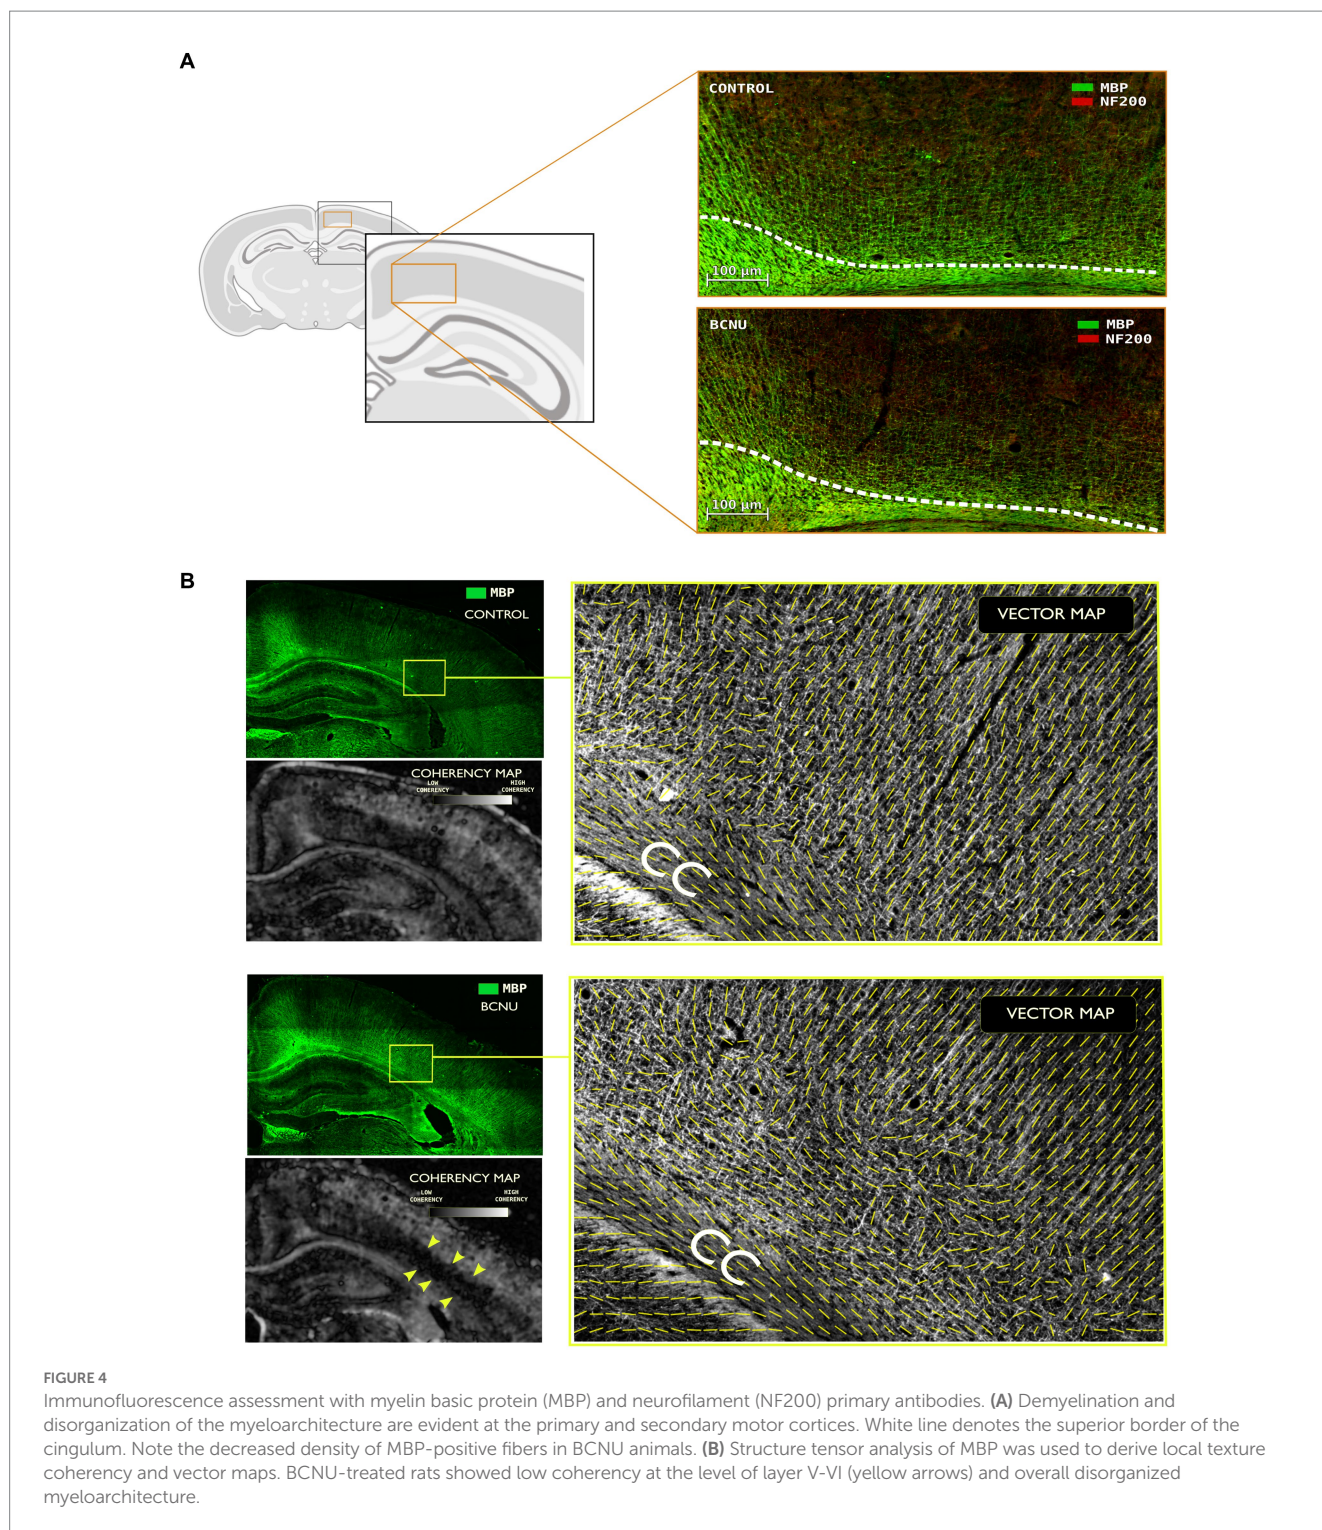 A
CONTROL
MBP
NF200
100 µm
BCNU
MBP
NF200
100 µm
B
MBP
CONTROL
VECTOR MAP
COHERENCY MAP
LOW COHERENCY
HIGH COHERENCY
CC
MBP
BCNU
VECTOR MAP
COHERENCY MAP
LOW COHERENCY
HIGH COHERENCY
CC
FIGURE 4
Immunofluorescence assessment with myelin basic protein (MBP) and neurofilament (NF200) primary antibodies. (A) Demyelination and
disorganization of the myeloarchitecture are evident at the primary and secondary motor cortices. White line denotes the superior border of the
cingulum. Note the decreased density of MBP-positive fibers in BCNU animals. (B) Structure tensor analysis of MBP was used to derive local texture
coherency and vector maps. BCNU-treated rats showed low coherency at the level of layer V-VI (yellow arrows) and overall disorganized
myeloarchitecture.